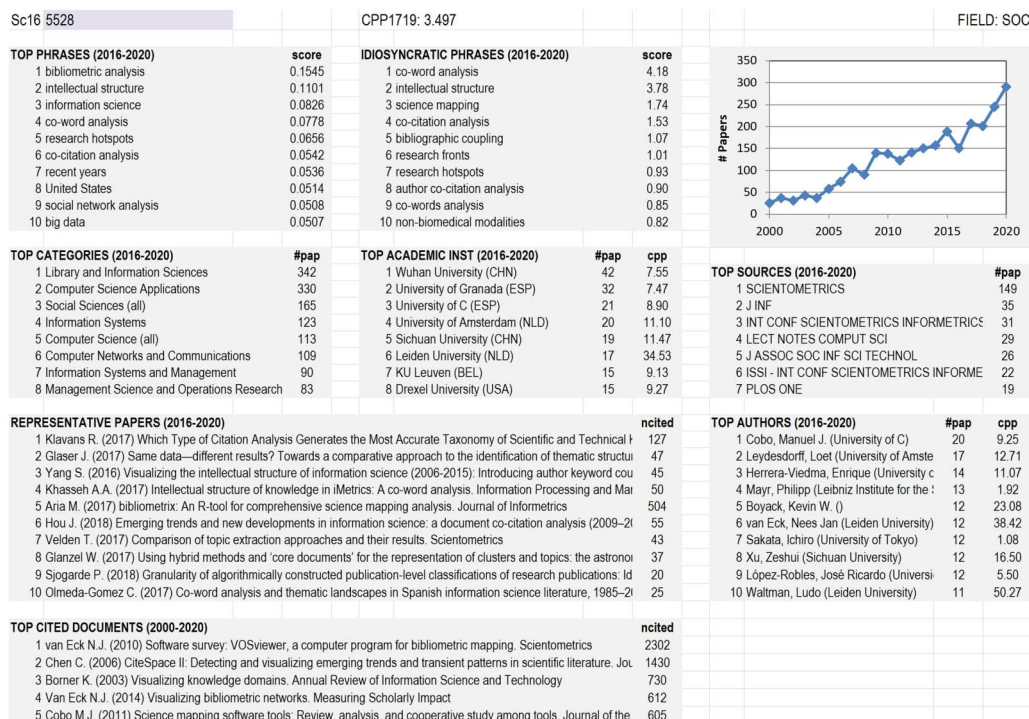 Sc16 5528
CPP1719: 3.497
FIELD: SOC
TOP PHRASES (2016-2020) score
1 bibliometric analysis 0.1545
2 intellectual structure 0.1101
3 information science 0.0826
4 co-word analysis 0.0778
5 research hotspots 0.0656
6 co-citation analysis 0.0542
7 recent years 0.0536
8 United States 0.0514
9 social network analysis 0.0508
10 big data 0.0507
IDIOSYNCRATIC PHRASES (2016-2020) score
1 co-word analysis 4.18
2 intellectual structure 3.78
3 science mapping 1.74
4 co-citation analysis 1.53
5 bibliographic coupling 1.07
6 research fronts 1.01
7 research hotspots 0.93
8 author co-citation analysis 0.90
9 co-words analysis 0.85
10 non-biomedical modalities 0.82
# Papers
350
300
250
200
150
100
50
0
2000 2005 2010 2015 2020
TOP CATEGORIES (2016-2020) #pap
1 Library and Information Sciences 342
2 Computer Science Applications 330
3 Social Sciences (all) 165
4 Information Systems 123
5 Computer Science (all) 113
6 Computer Networks and Communications 109
7 Information Systems and Management 90
8 Management Science and Operations Research 83
TOP ACADEMIC INST (2016-2020) #pap cpp
1 Wuhan University (CHN) 42 7.55
2 University of Granada (ESP) 32 7.47
3 University of C (ESP) 21 8.90
4 University of Amsterdam (NLD) 20 11.10
5 Sichuan University (CHN) 19 11.47
6 Leiden University (NLD) 17 34.53
7 KU Leuven (BEL) 15 9.13
8 Drexel University (USA) 15 9.27
TOP SOURCES (2016-2020) #pap
1 SCIENTOMETRICS 149
2 J INF 35
3 INT CONF SCIENTOMETRICS INFORMETRICS 31
4 LECT NOTES COMPUT SCI 29
5 J ASSOC SOC INF SCI TECHNOL 26
6 ISSI - INT CONF SCIENTOMETRICS INFORME 22
7 PLOS ONE 19
REPRESENTATIVE PAPERS (2016-2020) ncited
1 Klavans R. (2017) Which Type of Citation Analysis Generates the Most Accurate Taxonomy of Scientific and Technical 127
2 Glaser J. (2017) Same data—different results? Towards a comparative approach to the identification of thematic structu 47
3 Yang S. (2016) Visualizing the intellectual structure of information science (2006-2015): Introducing author keyword cou 45
4 Khasseh A.A. (2017) Intellectual structure of knowledge in iMetrics: A co-word analysis. Information Processing and Ma 50
5 Aria M. (2017) bibliometrix: An R-tool for comprehensive science mapping analysis. Journal of Informetrics 504
6 Hou J. (2018) Emerging trends and new developments in information science: a document co-citation analysis (2009–20 55
7 Velden T. (2017) Comparison of topic extraction approaches and their results. Scientometrics 43
8 Glanzel W. (2017) Using hybrid methods and 'core documents' for the representation of clusters and topics: the astrono 37
9 Sjogarde P. (2018) Granularity of algorithmically constructed publication-level classifications of research publications: Id 20
10 Olmeda-Gomez C. (2017) Co-word analysis and thematic landscapes in Spanish information science literature, 1985–20 25
TOP AUTHORS (2016-2020) #pap cpp
1 Cobo, Manuel J. (University of C) 20 9.25
2 Leydesdorff, Loet (University of Amste 17 12.71
3 Herrera-Viedma, Enrique (University o 14 11.07
4 Mayr, Philipp (Leibniz Institute for the 13 1.92
5 Boyack, Kevin W. () 12 23.08
6 van Eck, Nees Jan (Leiden University) 12 38.42
7 Sakata, Ichiro (University of Tokyo) 12 1.08
8 Xu, Zeshui (Sichuan University) 12 16.50
9 López-Robles, José Ricardo (Universi 12 5.50
10 Waltman, Ludo (Leiden University) 11 50.27
TOP CITED DOCUMENTS (2000-2020) ncited
1 van Eck N.J. (2010) Software survey: VOSviewer, a computer program for bibliometric mapping. Scientometrics 2302
2 Chen C. (2006) CiteSpace II: Detecting and visualizing emerging trends and transient patterns in scientific literature. Jou 1430
3 Borner K. (2003) Visualizing knowledge domains. Annual Review of Information Science and Technology 730
4 Van Eck N.J. (2014) Visualizing bibliometric networks. Measuring Scholarly Impact 612
5 Cobo M.J. (2011) Science mapping software tools: Review, analysis, and cooperative study among tools. Journal of the 605